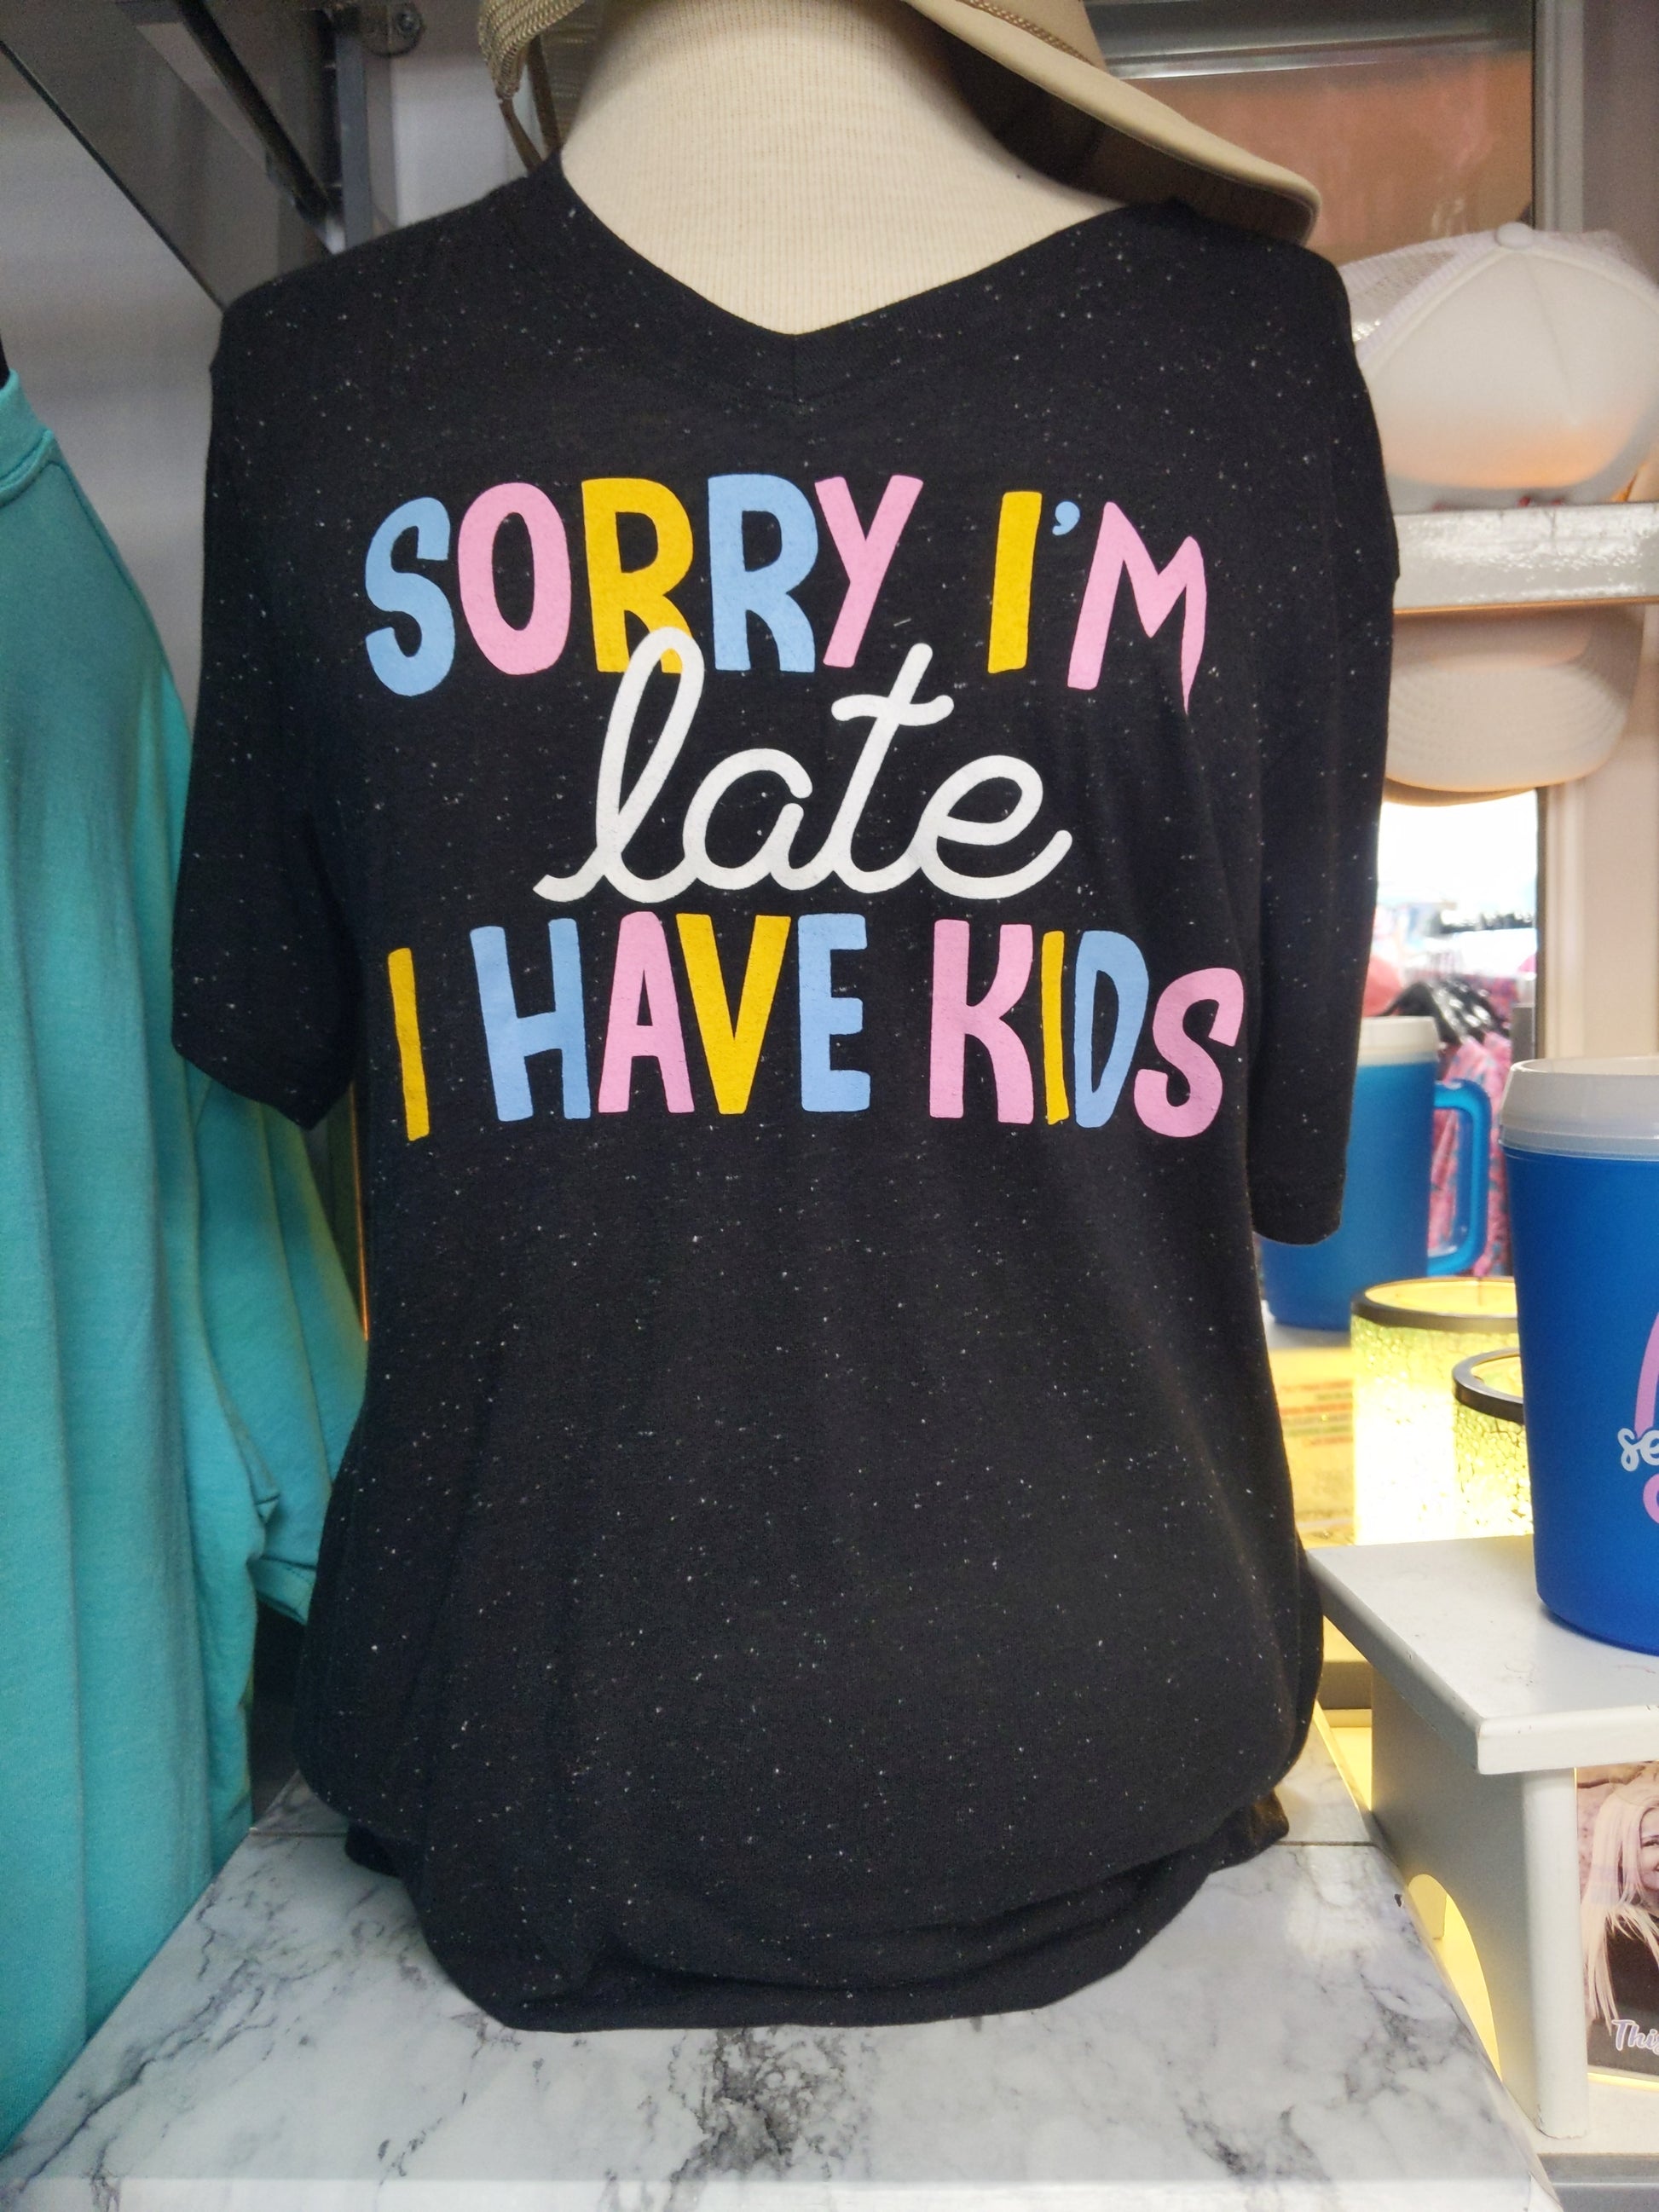 SORRY I'M
late
I HAVE KIDS